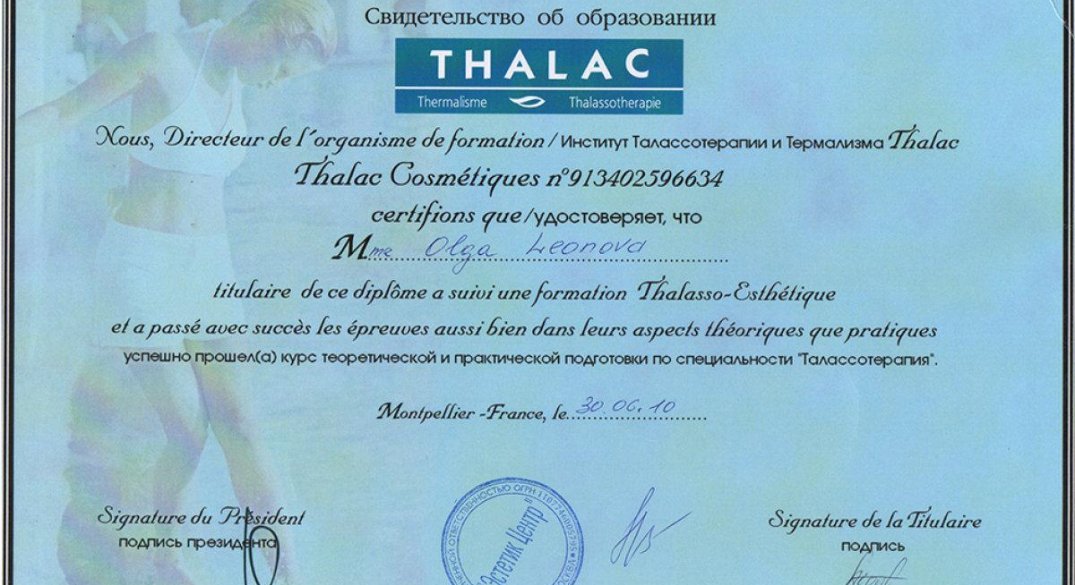 Свидетельство об образовании
THALAC
Thermalisme Thalassotherapie
Nous, Directeur de l'organisme de formation / Институт Талассотерапии и Термализма Thalac
Thalac Cosmétiques n°913402596634
certifions que/удостоверяет, что
Mme Olga Leonova
titulaire de ce diplôme a suivi une formation Thalasso-Esthétique
et a passé avec succès les épreuves aussi bien dans leurs aspects théoriques que pratiques
успешно прошел(а) курс теоретической и практической подготовки по специальности "Талассотерапия".
Montpellier -France, le 30.06.10
Signature du Président
подпись президента
ОТВЕТСТВЕННОСТЬЮ ОГРН
Эстетик Центр"
Signature de la Titulaire
подпись